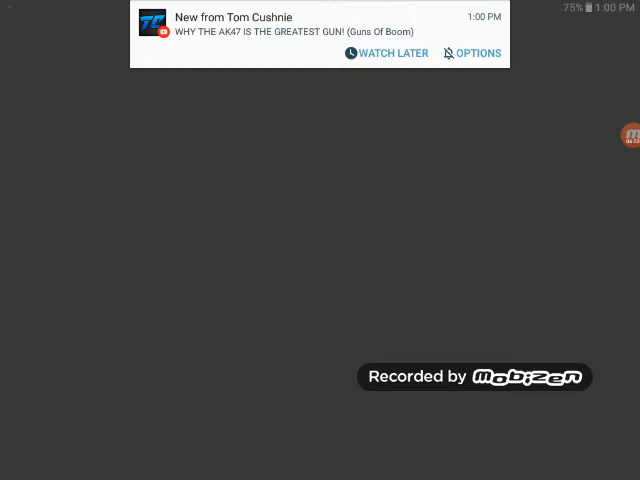 75% 1:00 PM
TC New from Tom Cushnie 1:00 PM
WHY THE AK47 IS THE GREATEST GUN! (Guns Of Boom)
WATCH LATER OPTIONS
Recorded by Mobizen